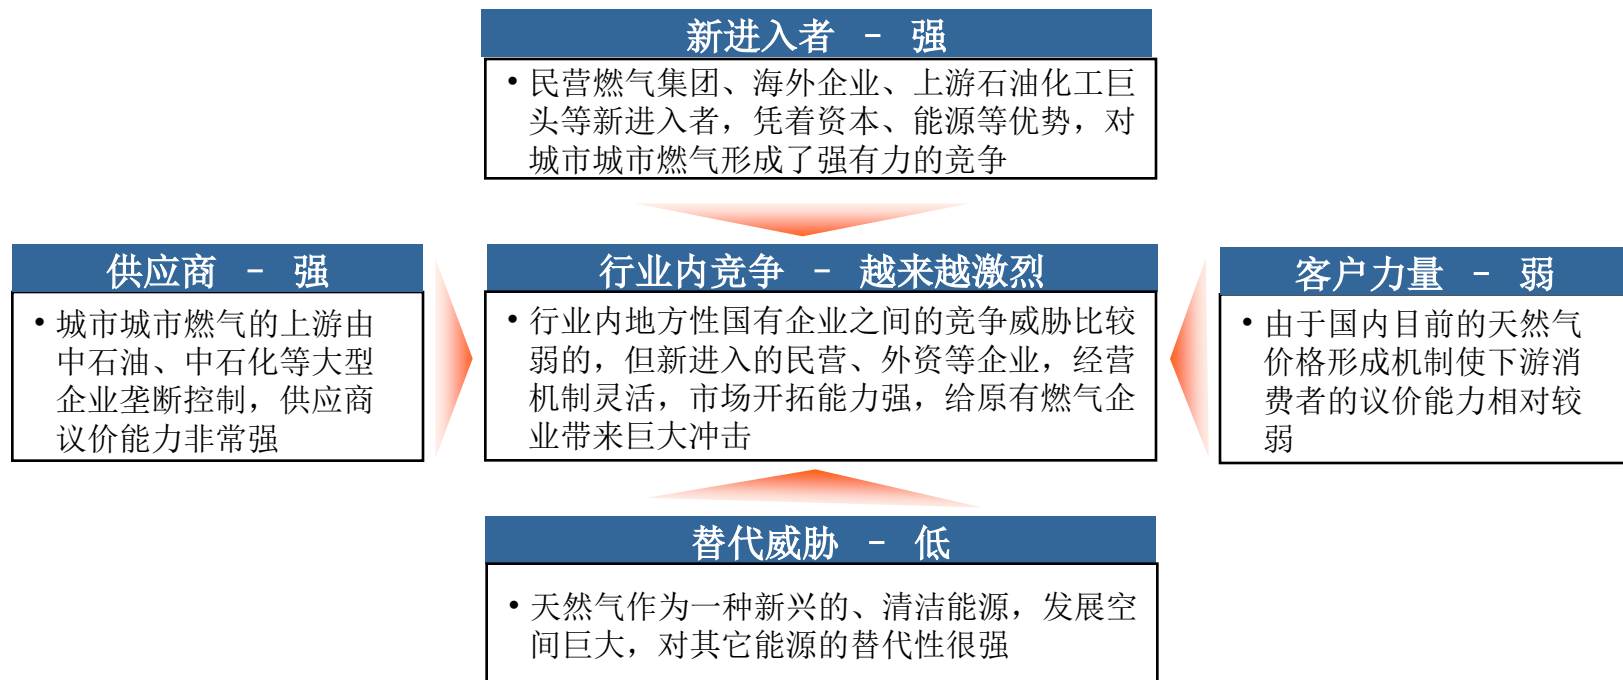 新进入者 – 强
• 民营燃气集团、海外企业、上游石油化工巨
头等新进入者，凭着资本、能源等优势，对
城市城市燃气形成了强有力的竞争
供应商 – 强
• 城市城市燃气的上游由
中石油、中石化等大型
企业垄断控制，供应商
议价能力非常强
行业内竞争 – 越来越激烈
• 行业内地方性国有企业之间的竞争威胁比较
弱的，但新进入的民营、外资等企业，经营
机制灵活，市场开拓能力强，给原有燃气企
业带来巨大冲击
客户力量 – 弱
• 由于国内目前的天然气
价格形成机制使下游消
费者的议价能力相对较
弱
替代威胁 – 低
• 天然气作为一种新兴的、清洁能源，发展空
间巨大，对其它能源的替代性很强